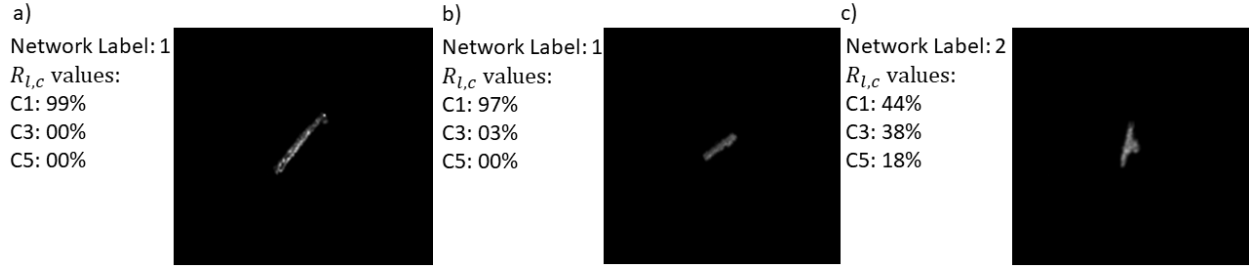 a)
Network Label: 1
R_{l,c} values:
C1: 99%
C3: 00%
C5: 00%
b)
Network Label: 1
R_{l,c} values:
C1: 97%
C3: 03%
C5: 00%
c)
Network Label: 2
R_{l,c} values:
C1: 44%
C3: 38%
C5: 18%